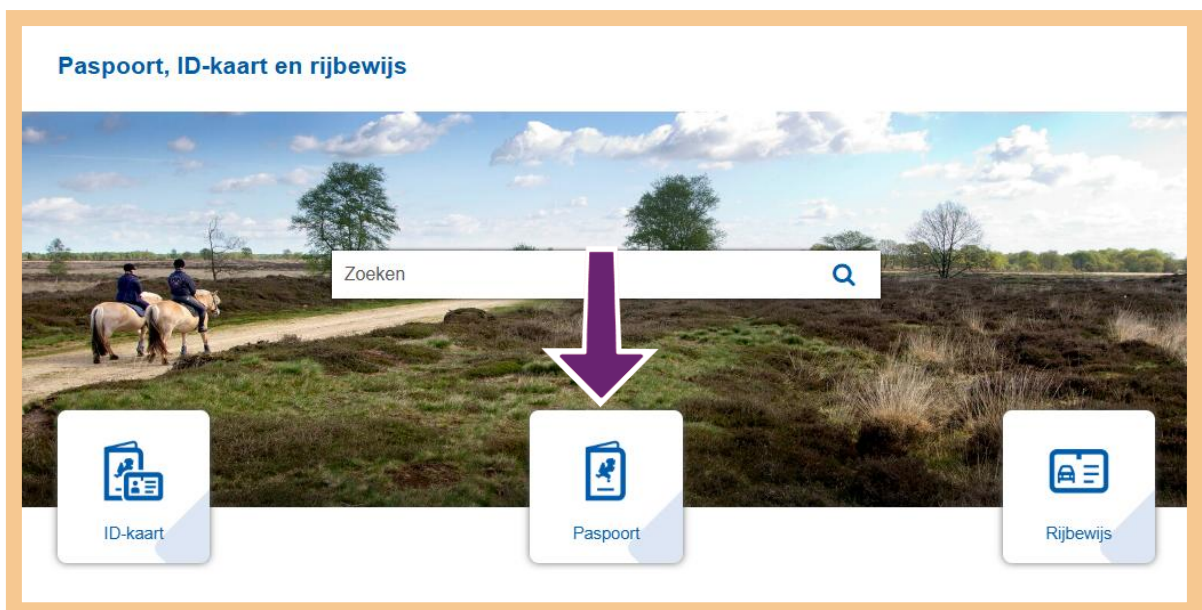 Paspoort, ID-kaart en rijbewijs
Zoeken
ID-kaart
Paspoort
Rijbewijs